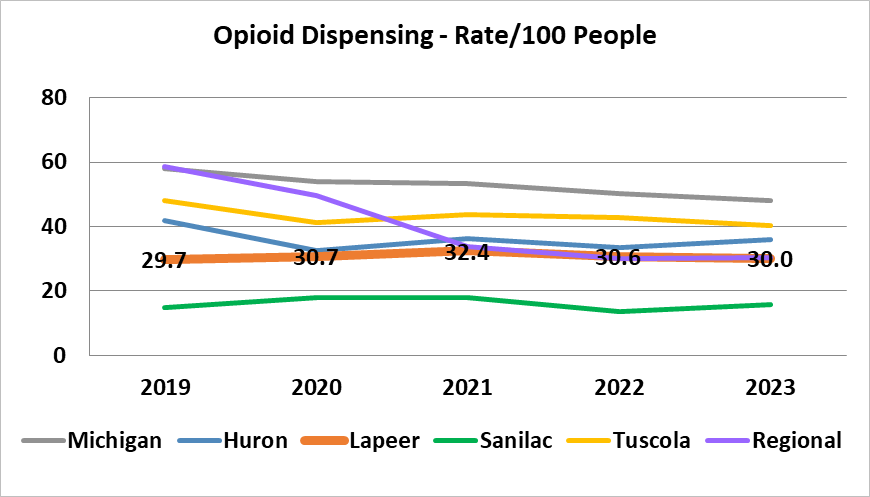 Opioid Dispensing - Rate/100 People
80
60
40
20
0
29.7 30.7 32.4 30.6 30.0
2019 2020 2021 2022 2023
Michigan Huron Lapeer Sanilac Tuscola Regional